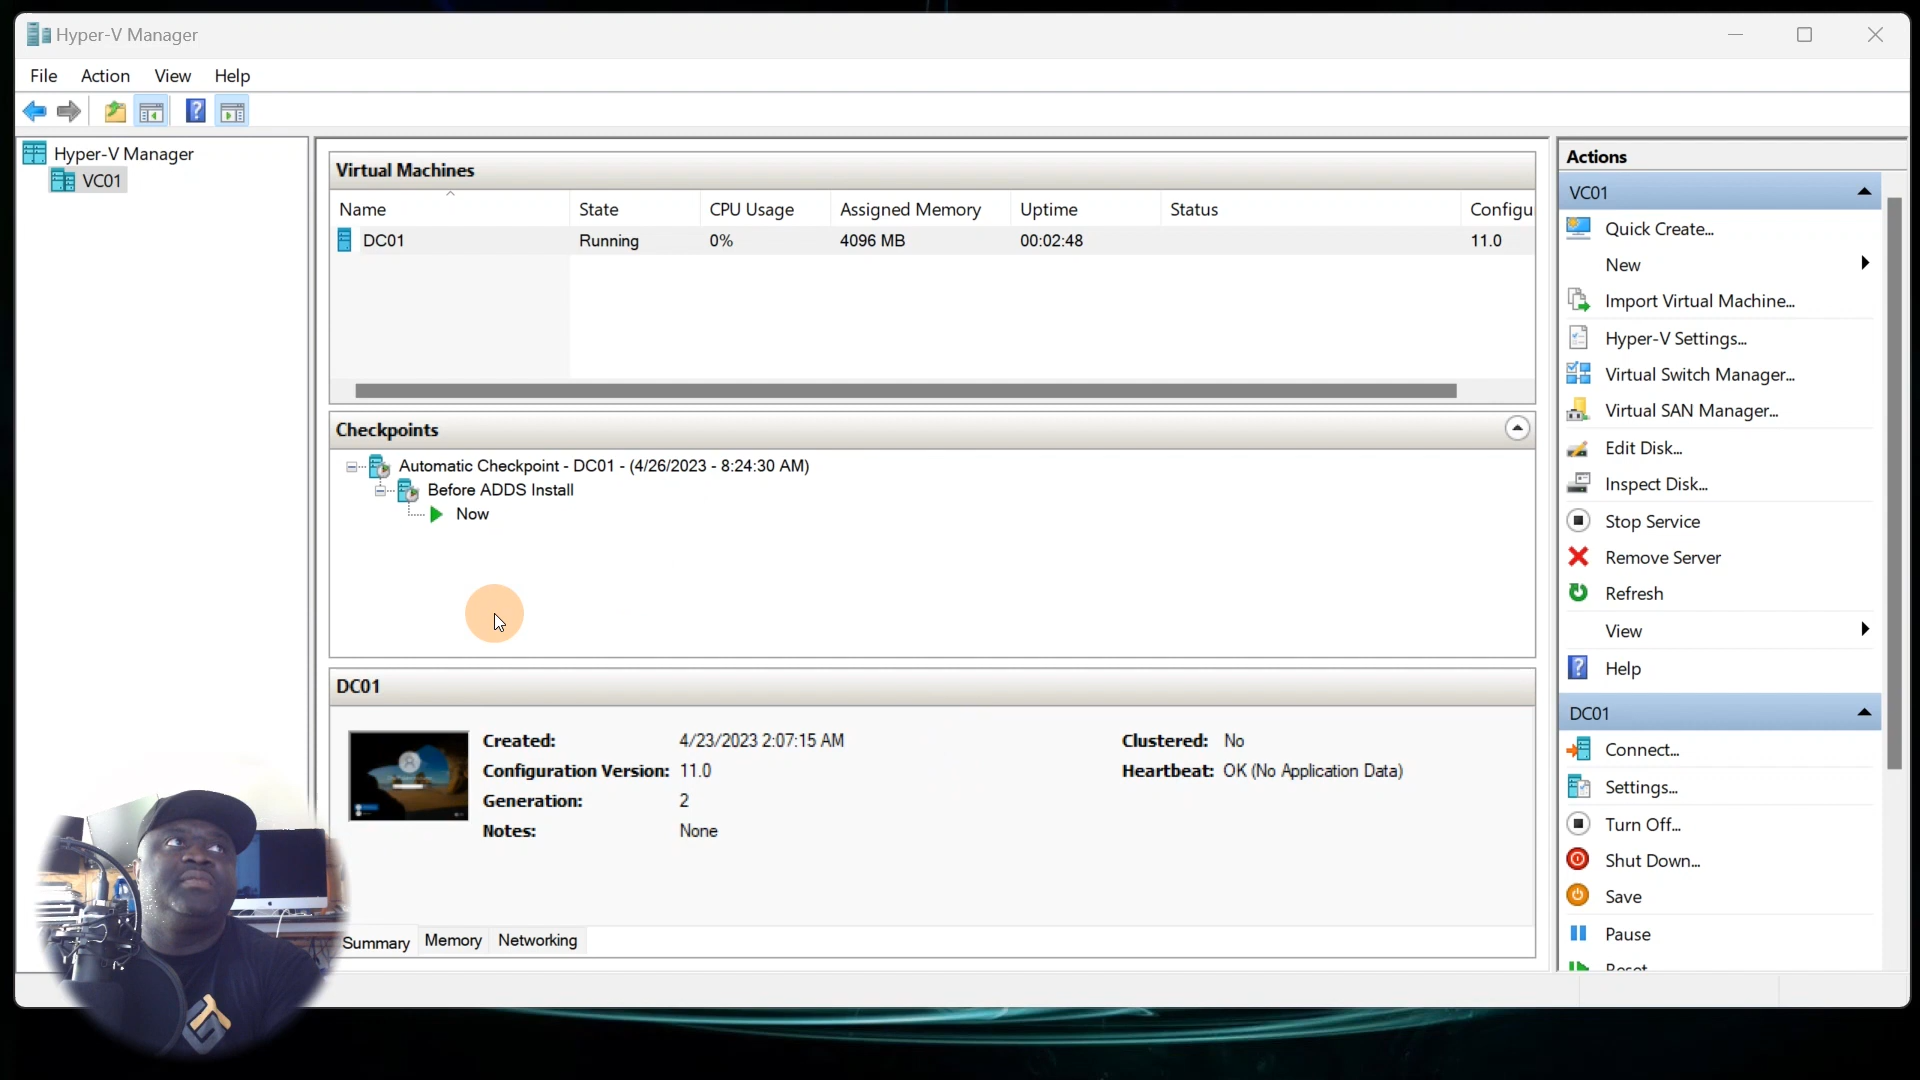 Hyper-V Manager
File Action View Help
Hyper-V Manager
VC01
Virtual Machines
Name State CPU Usage Assigned Memory Uptime Status Configu
DC01 Running 0% 4096 MB 00:02:48 11.0
Checkpoints
Automatic Checkpoint - DC01 - (4/26/2023 - 8:24:30 AM)
Before ADDS Install
Now
DC01
Created: 4/23/2023 2:07:15 AM Clustered: No
Configuration Version: 11.0 Heartbeat: OK (No Application Data)
Generation: 2
Notes: None
Summary Memory Networking
Actions
VC01
Quick Create...
New
Import Virtual Machine...
Hyper-V Settings...
Virtual Switch Manager...
Virtual SAN Manager...
Edit Disk...
Inspect Disk...
Stop Service
Remove Server
Refresh
View
Help
DC01
Connect...
Settings...
Turn Off...
Shut Down...
Save
Pause
Reset